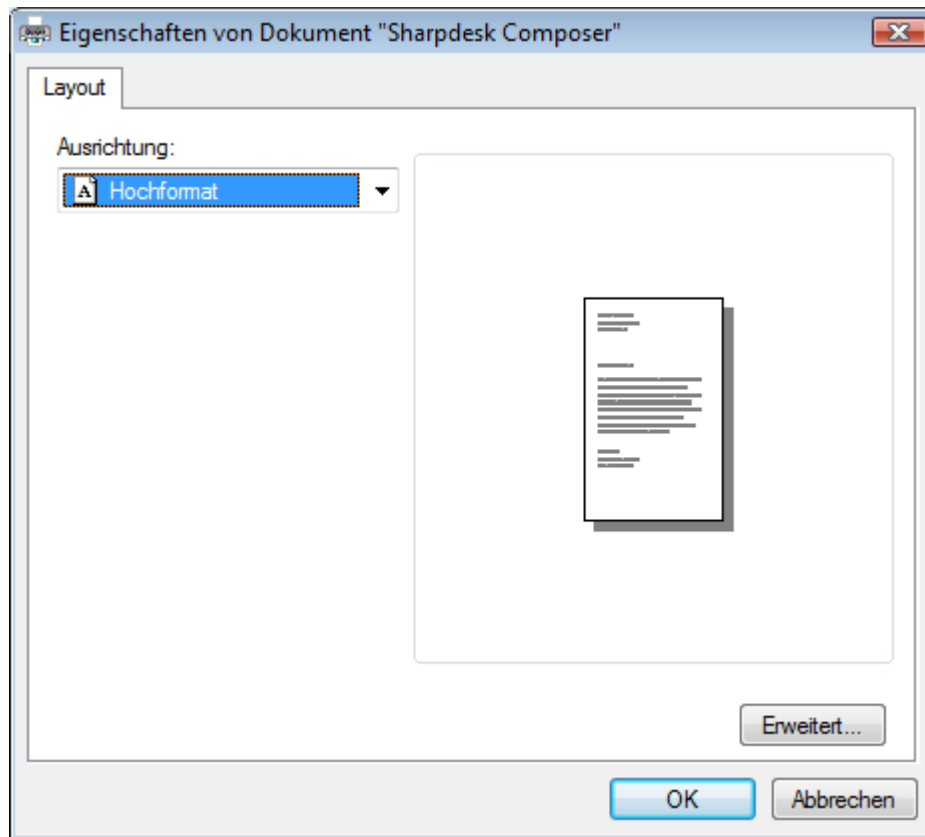 Eigenschaften von Dokument "Sharpdesk Composer"
Layout
Ausrichtung:
A Hochformat
Erweitert...
OK
Abbrechen